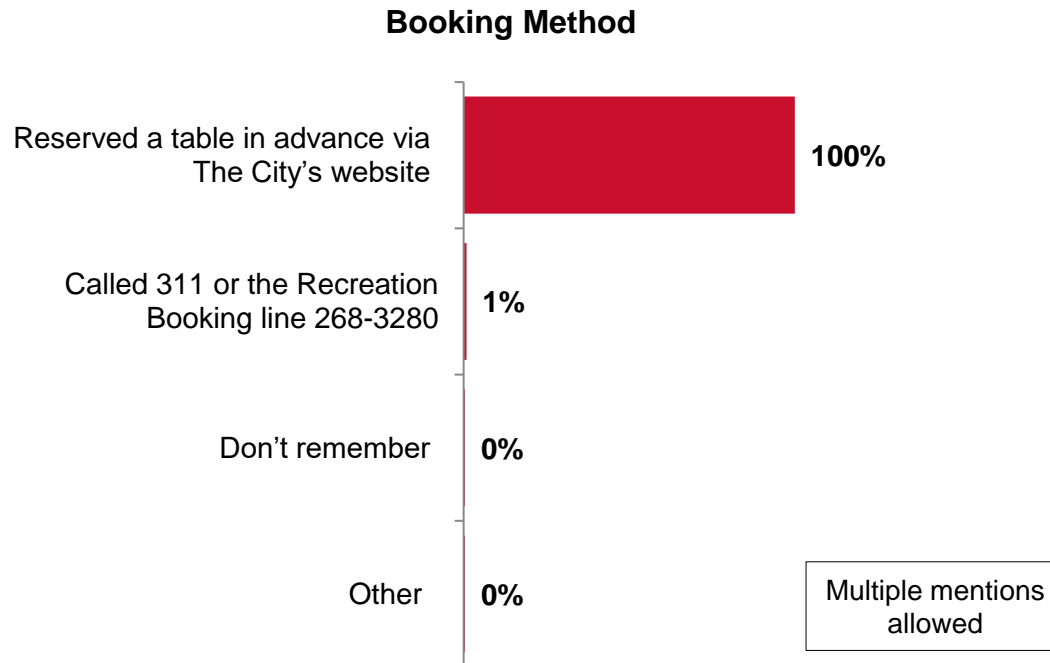 Booking Method
Reserved a table in advance via
The City’s website
100%
Called 311 or the Recreation
Booking line 268-3280
1%
Don’t remember
0%
Other
0%
Multiple mentions
allowed